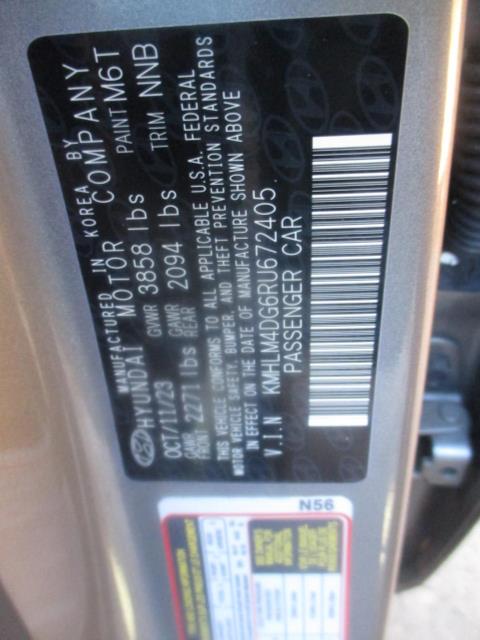 MANUFACTURED IN KOREA BY
HYUNDAI MOTOR COMPANY
OCT/11/23 GVWR 3858 lbs PAINT M6T
GAWR FRONT 2271 lbs GAWR REAR 2094 lbs TRIM NNB
THIS VEHICLE CONFORMS TO ALL APPLICABLE U.S.A. FEDERAL
MOTOR VEHICLE SAFETY, BUMPER, AND THEFT PREVENTION STANDARDS
IN EFFECT ON THE DATE OF MANUFACTURE SHOWN ABOVE
V.I.N KMHLM4DG6RU672405.
PASSENGER CAR
N56